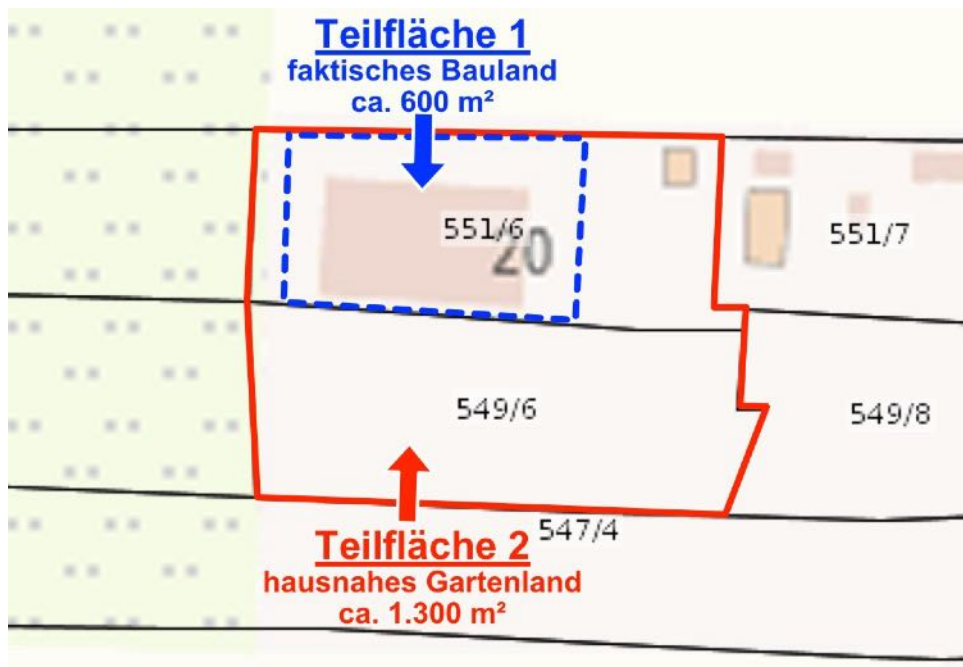 Teilfläche 1
faktisches Bauland
ca. 600 m²
551/6
20
551/7
549/6
549/8
547/4
Teilfläche 2
hausnahes Gartenland
ca. 1.300 m²